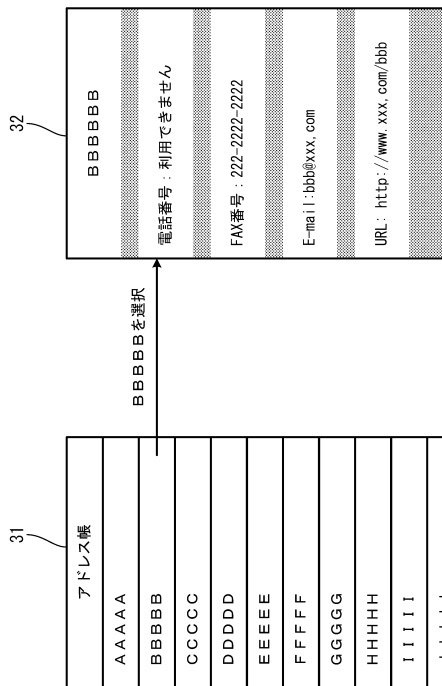 31
アドレス帳
AAAAA
BBBBB
CCCCC
DDDDD
EEEEE
FFFFF
GGGGG
HHHHH
IIIIII
BBBBBを選択
32
BBBBBB
電話番号：利用できません
FAX番号：222-2222-2222
E-mail:bbb@xxx,com
URL: http://www.xxx,com/bbb